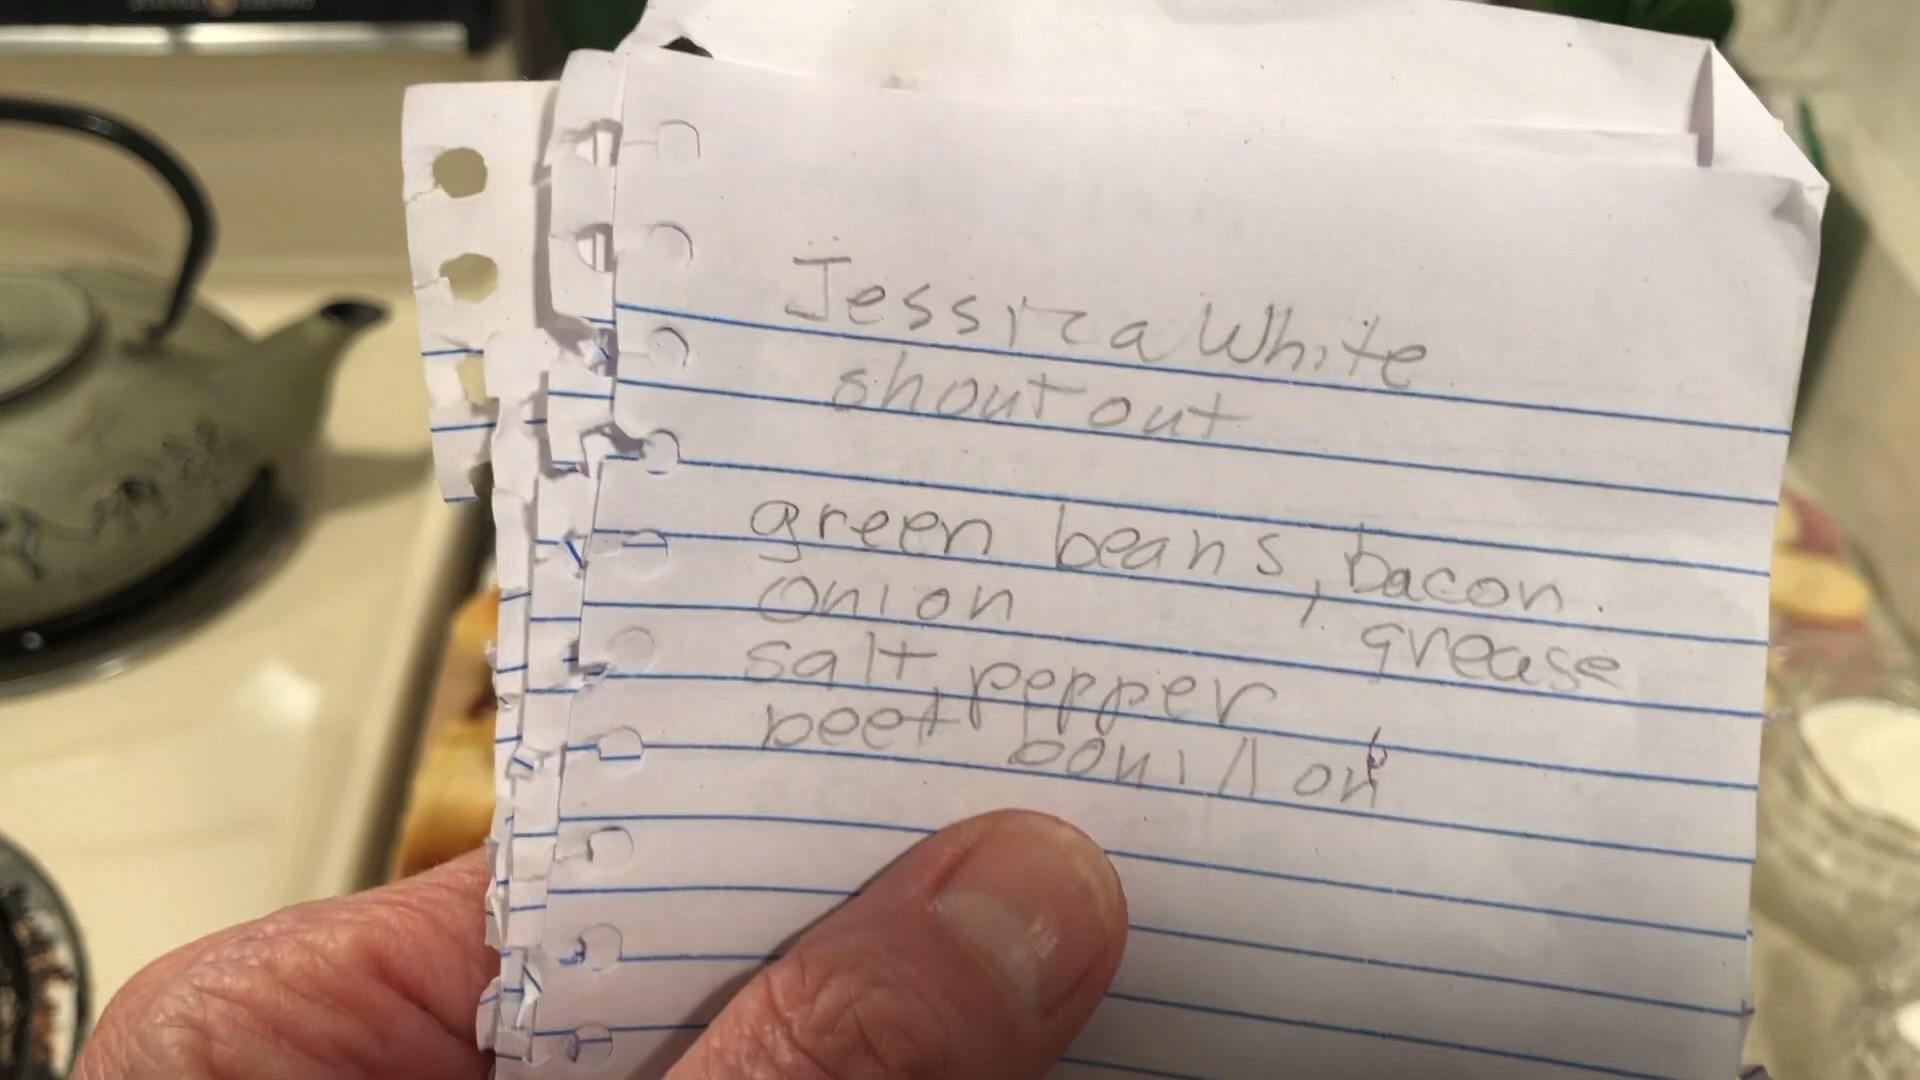 Jessica White
shout out
green beans, bacon.
onion , grease
salt, pepper
beef bouillon